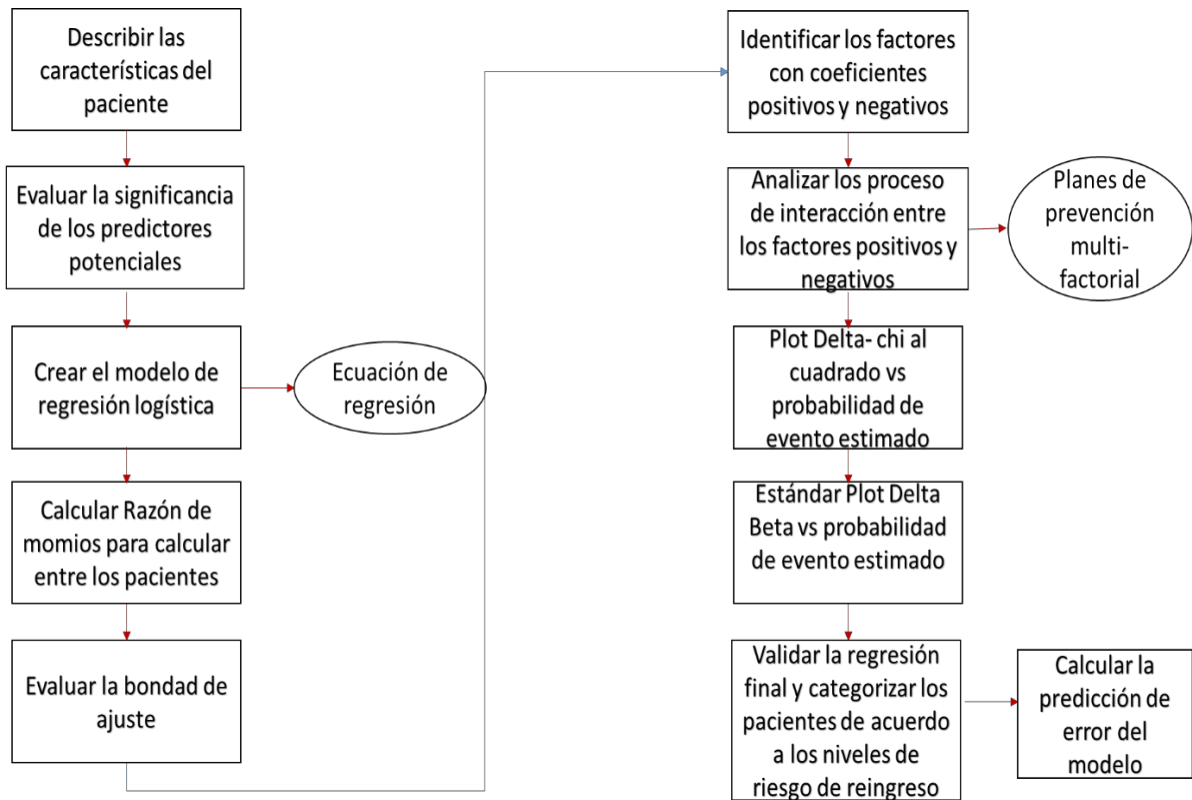 Describir las
característicás del
paciente
Evaluar la significancia
de los predictores
potenciales
Crear el modelo de
regresión logística
Ecuación de
regresión
Calcular Razón de
momios para calcular
entre los pacientes
Evaluar la bondad de
ajuste
Identificar los factores
con coeficientes
positivos y negativos
Analizar los proceso
de interacción entre
los factores positivos y
negativos
Planes de
prevención
multi-
factorial
Plot Delta- chi al
cuadrado vs
probabilidad de
evento estimado
Estándar Plot Delta
Beta vs probabilidad
de evento estimado
Validar la regresión
final y categorizar los
pacientes de acuerdo
a los niveles de
riesgo de reingreso
Calcular la
predicción de
error del
modelo